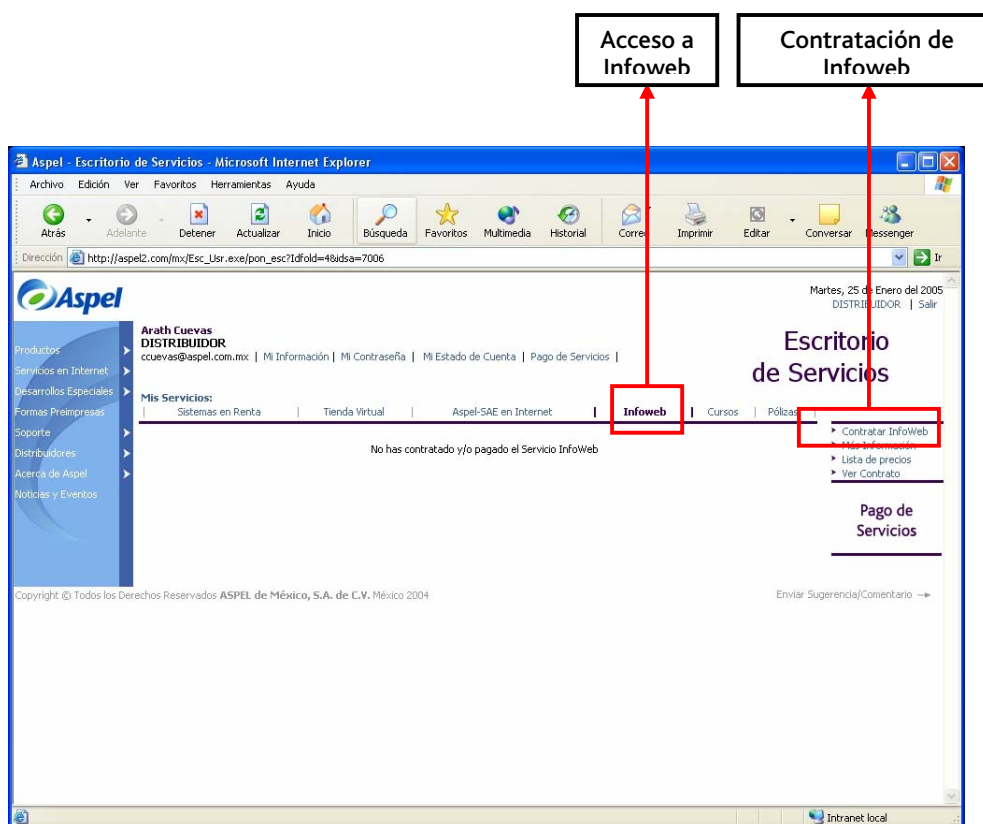 Acceso a
Infoweb
Contratación de
Infoweb
Aspel - Escritorio de Servicios - Microsoft Internet Explorer
Archivo Edición Ver Favoritos Herramientas Ayuda
Atrás Adelante Detener Actualizar Inicio Búsqueda Favoritos Multimedia Historial Correo Imprimir Editar Conversar Messenger
Dirección http://aspel2.com/mx/Esc_Usr.exe/pon_esc?Idfold=4&idsa=7006 Ir
Aspel
Martes, 25 de Enero del 2005
DISTRIBUIDOR | Salir
Productos
Servicios en Internet
Desarrollos Especiales
Formas Preimpresas
Soporte
Distribuidores
Acerca de Aspel
Noticias y Eventos
Arath Cuevas
DISTRIBUIDOR
ccuevas@aspel.com.mx | Mi Información | Mi Contraseña | Mi Estado de Cuenta | Pago de Servicios |
Escritorio
de Servicios
Mis Servicios:
| Sistemas en Renta | Tienda Virtual | Aspel-SAE en Internet | Infoweb | Cursos | Pólizas |
No has contratado y/o pagado el Servicio InfoWeb
Contratar InfoWeb
Más Información
Lista de precios
Ver Contrato
Pago de
Servicios
Copyright © Todos los Derechos Reservados ASPEL de México, S.A. de C.V. México 2004
Enviar Sugerencia/Comentario
Intranet local